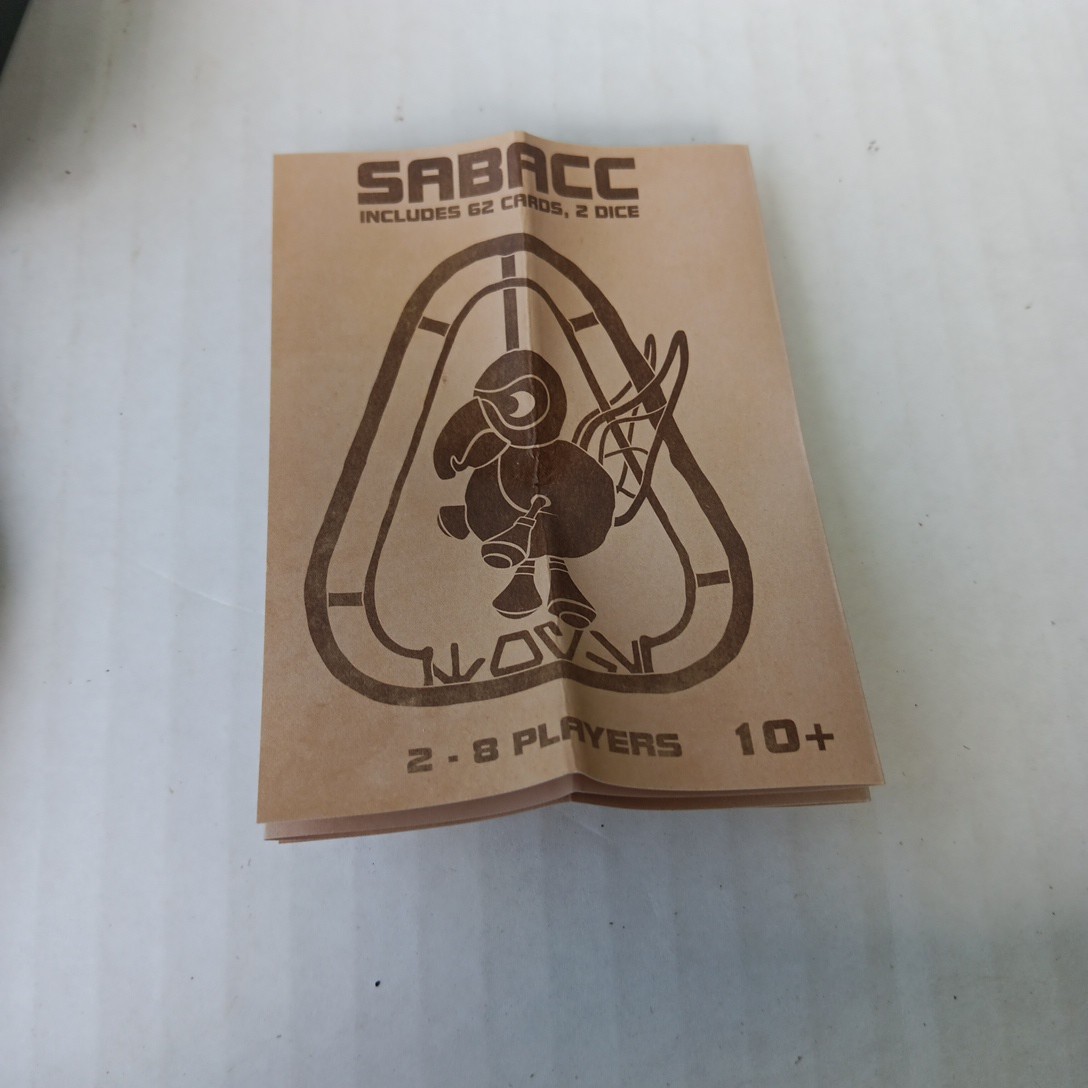 SABACC
INCLUDES 62 CARDS, 2 DICE
2 - 8 PLAYERS 10+